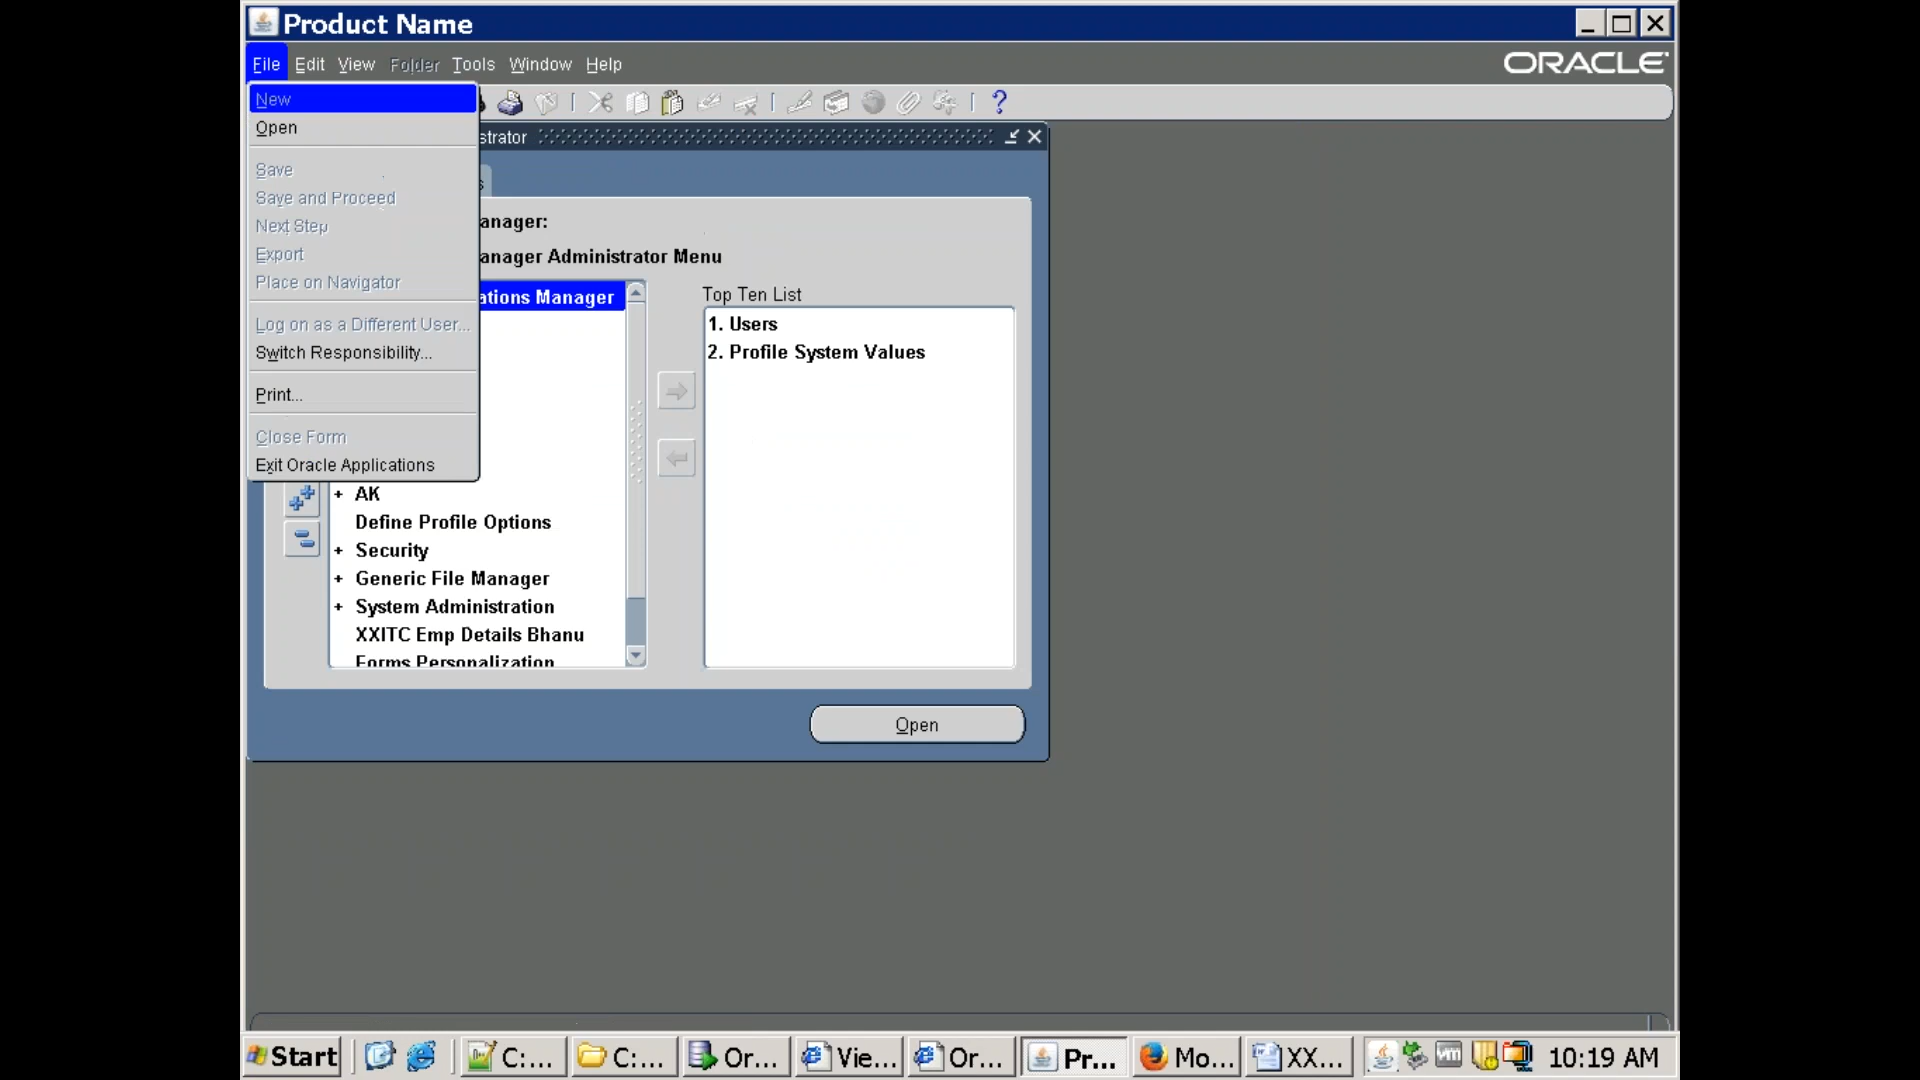 Product Name
File Edit View Folder Tools Window Help
ORACLE
New
Open
Save
Save and Proceed
Next Step
Export
Place on Navigator
Log on as a Different User...
Switch Responsibility...
Print...
Close Form
Exit Oracle Applications
strator
s
anager:
anager Administrator Menu
ations Manager
+ AK
Define Profile Options
+ Security
+ Generic File Manager
+ System Administration
XXITC Emp Details Bhanu
Forms Personalization
Top Ten List
1. Users
2. Profile System Values
Open
Start C:... C:... Or... Vie... Or... Pr... Mo... XX... 10:19 AM